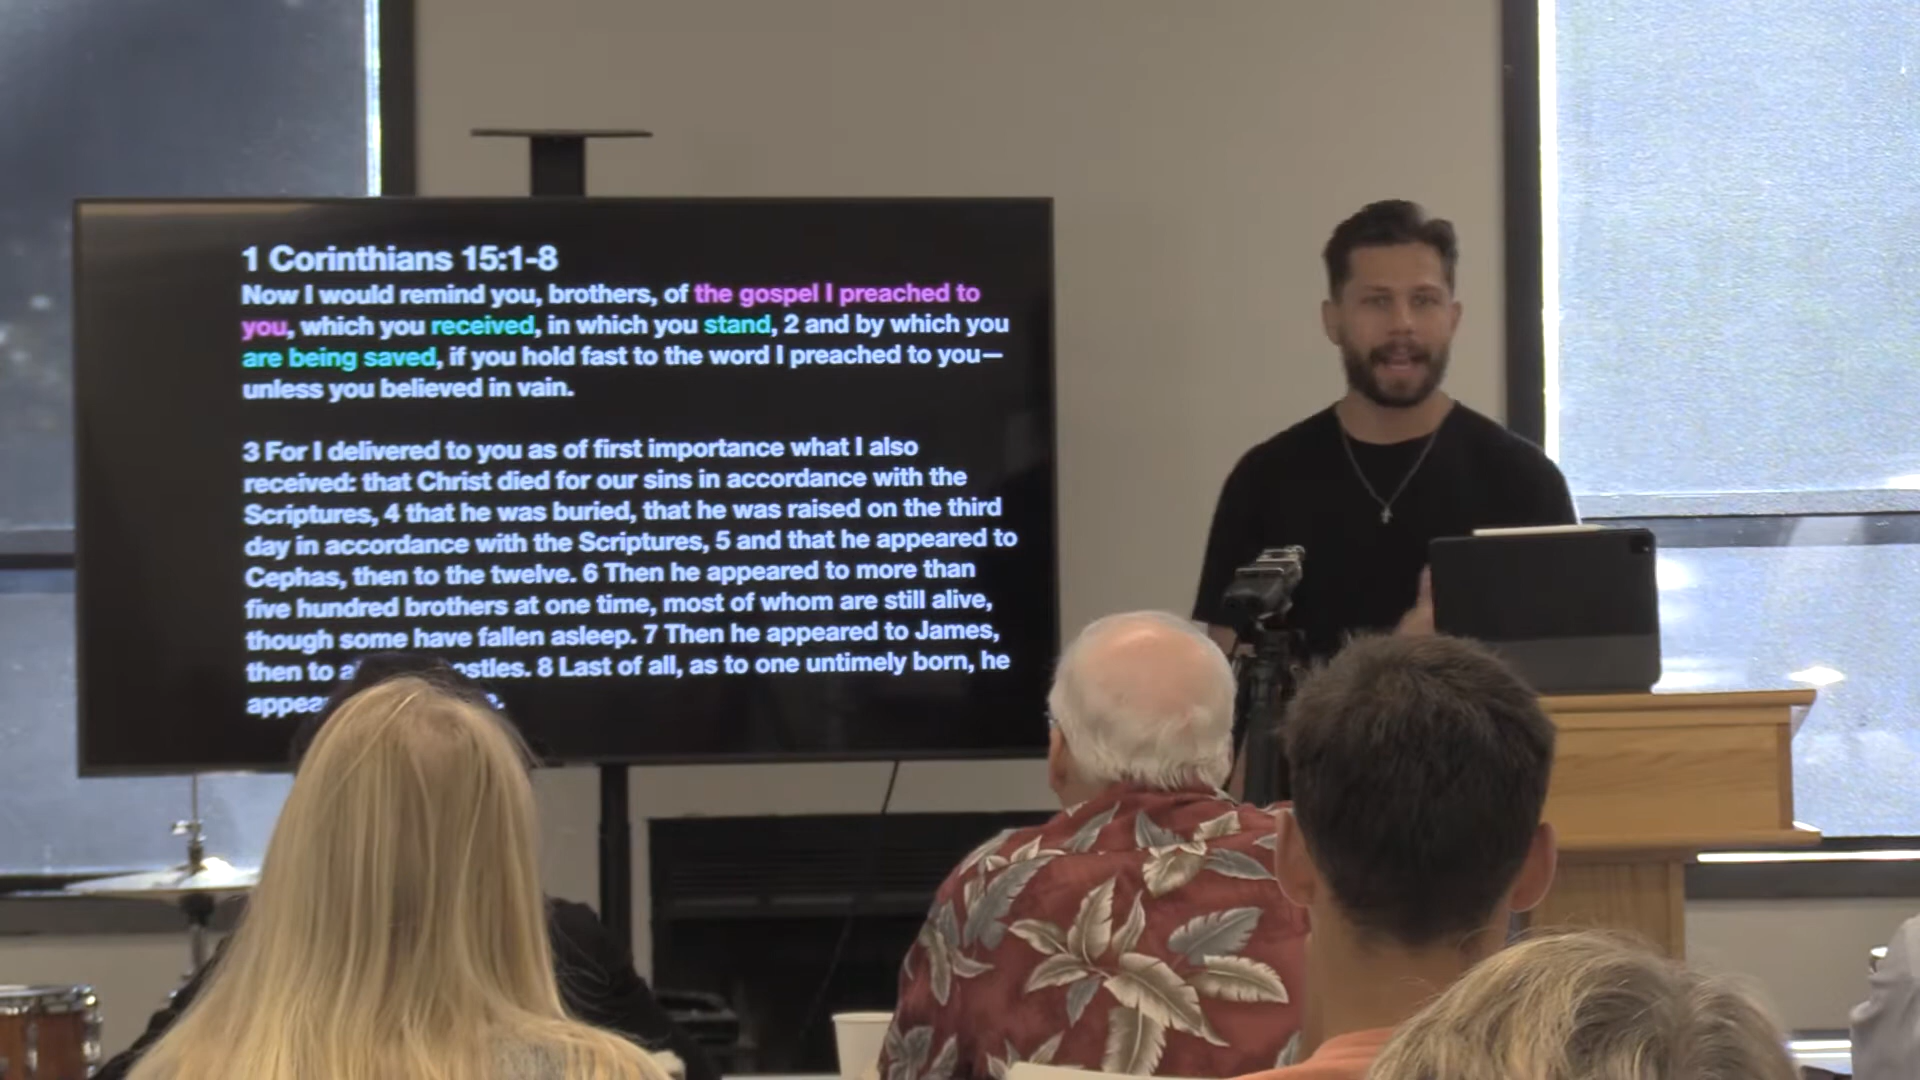 1 Corinthians 15:1-8
Now I would remind you, brothers, of the gospel I preached to
you, which you received, in which you stand, 2 and by which you
are being saved, if you hold fast to the word I preached to you—
unless you believed in vain.
3 For I delivered to you as of first importance what I also
received: that Christ died for our sins in accordance with the
Scriptures, 4 that he was buried, that he was raised on the third
day in accordance with the Scriptures, 5 and that he appeared to
Cephas, then to the twelve. 6 Then he appeared to more than
five hundred brothers at one time, most of whom are still alive,
though some have fallen asleep. 7 Then he appeared to James,
then to 8 Last of all, as to one untimely born, he